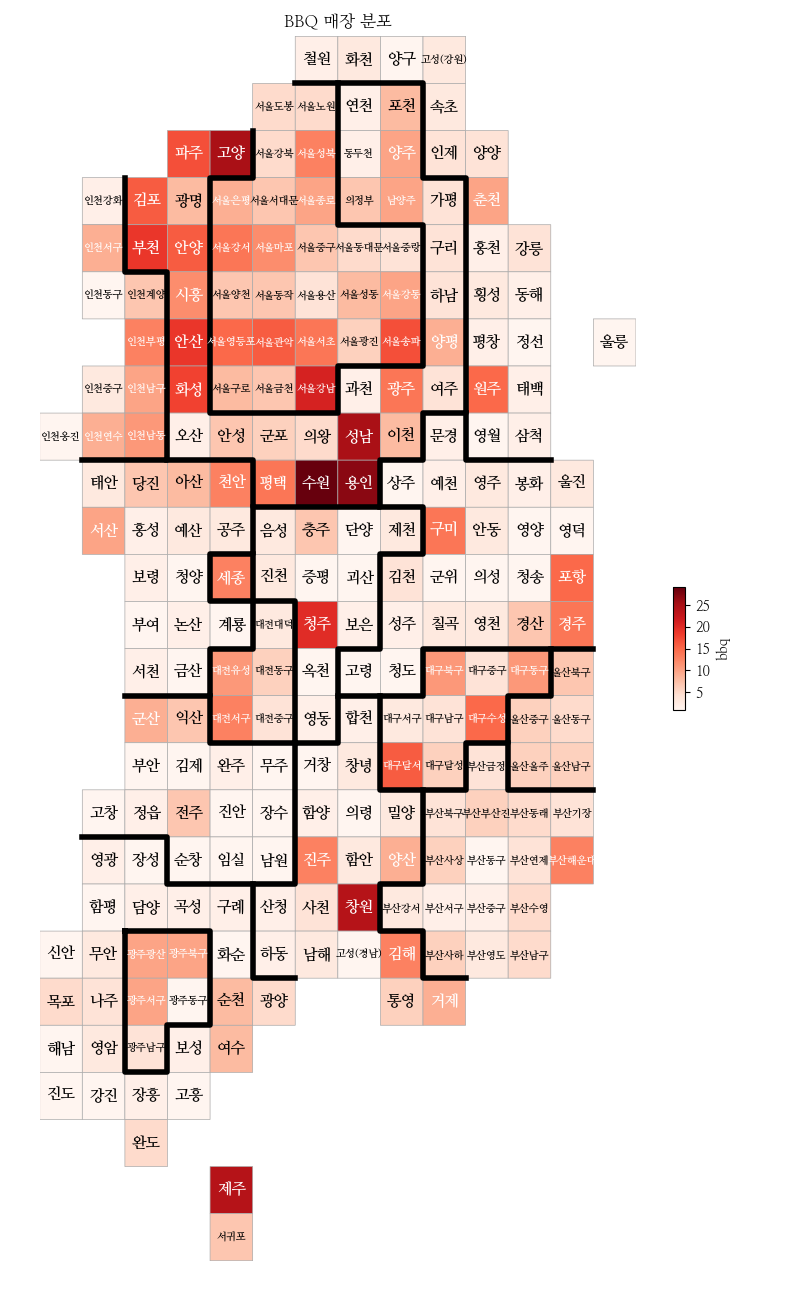 BBQ 매장 분포
철원 화천 양구 고성(강원)
서울도봉 서울노원 연천 포천 속초
파주 고양 서울강북 서울성북 동두천 양주 인제 양양
인천강화 김포 광명 서울은평 서울서대문 서울종로 의정부 남양주 가평 춘천
인천서구 부천 안양 서울강서 서울마포 서울중구 서울동대문 서울중랑 구리 홍천 강릉
인천동구 인천계양 시흥 서울양천 서울동작 서울용산 서울성동 서울강동 하남 횡성 동해
인천부평 안산 서울영등포 서울관악 서울서초 서울광진 서울송파 양평 평창 정선 울릉
인천중구 인천남구 화성 서울구로 서울금천 서울강남 과천 광주 여주 원주 태백
인천옹진 인천연수 인천남동 오산 안성 군포 의왕 성남 이천 문경 영월 삼척
태안 당진 아산 천안 평택 수원 용인 상주 예천 영주 봉화 울진
서산 홍성 예산 공주 음성 충주 단양 제천 구미 안동 영양 영덕
보령 청양 세종 진천 증평 괴산 김천 군위 의성 청송 포항
부여 논산 계룡 대전대덕 청주 보은 성주 칠곡 영천 경산 경주
서천 금산 대전유성 대전동구 옥천 고령 청도 대구북구 대구중구 대구동구 울산북구
군산 익산 대전서구 대전중구 영동 합천 대구서구 대구남구 대구수성 울산중구 울산동구
부안 김제 완주 무주 거창 창녕 대구달서 대구달성 부산금정 울산울주 울산남구
고창 정읍 전주 진안 장수 함양 의령 밀양 부산북구 부산부산진 부산동래 부산기장
영광 장성 순창 임실 남원 진주 함안 양산 부산사상 부산동구 부산연제 부산해운대
함평 담양 곡성 구례 산청 사천 창원 부산강서 부산서구 부산중구 부산수영
신안 무안 광주광산 광주북구 화순 하동 남해 고성(경남) 김해 부산사하 부산영도 부산남구
목포 나주 광주서구 광주동구 순천 광양 통영 거제
해남 영암 광주남구 보성 여수
진도 강진 장흥 고흥
완도
제주
서귀포
25
20
15
10
5
bbq